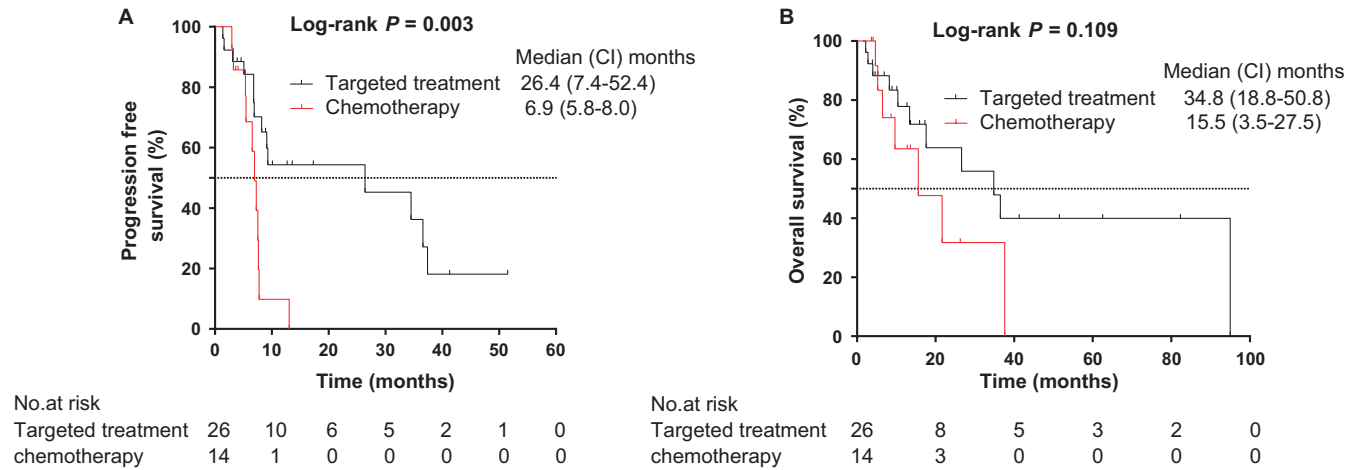 A
Log-rank P = 0.003
Median (CI) months
Targeted treatment 26.4 (7.4-52.4)
Chemotherapy 6.9 (5.8-8.0)
Progression free
survival (%)
100
80
60
40
20
0
0 10 20 30 40 50 60
Time (months)
No.at risk
Targeted treatment 26 10 6 5 2 1 0
chemotherapy 14 1 0 0 0 0 0
B
Log-rank P = 0.109
Median (CI) months
Targeted treatment 34.8 (18.8-50.8)
Chemotherapy 15.5 (3.5-27.5)
Overall survival (%)
100
80
60
40
20
0
0 20 40 60 80 100
Time (months)
No.at risk
Targeted treatment 26 8 5 3 2 0
chemotherapy 14 3 0 0 0 0